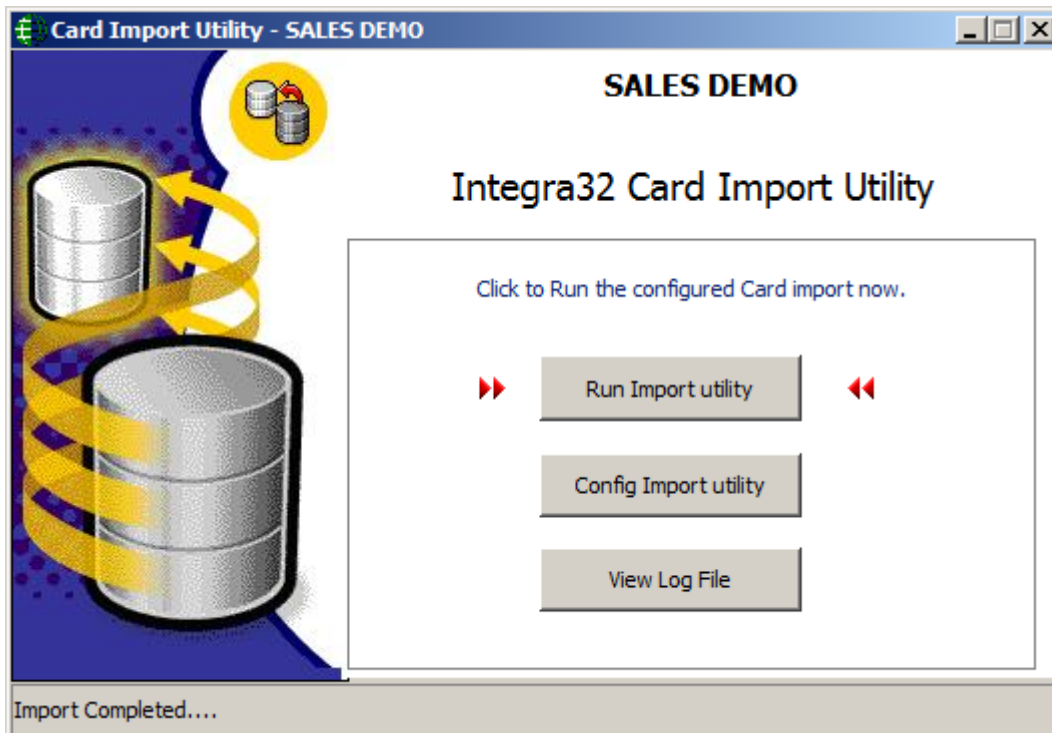 Card Import Utility - SALES DEMO
SALES DEMO
Integra32 Card Import Utility
Click to Run the configured Card import now.
Run Import utility
Config Import utility
View Log File
Import Completed....